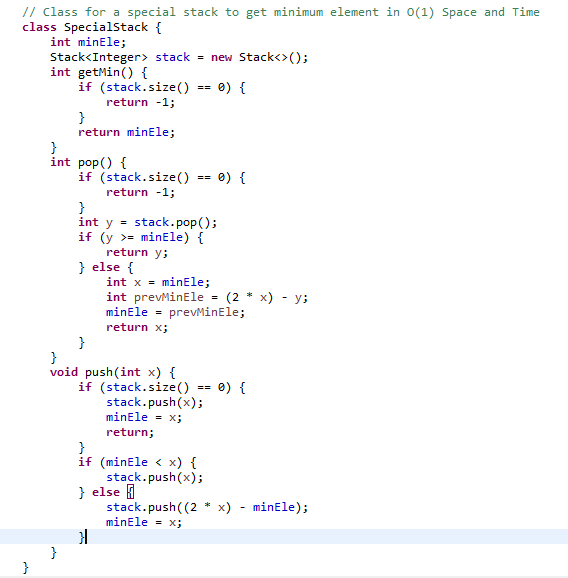 // Class for a special stack to get minimum element in O(1) Space and Time
class SpecialStack {
    int minEle;
    Stack<Integer> stack = new Stack<>();
    int getMin() {
        if (stack.size() == 0) {
            return -1;
        }
        return minEle;
    }
    int pop() {
        if (stack.size() == 0) {
            return -1;
        }
        int y = stack.pop();
        if (y >= minEle) {
            return y;
        } else {
            int x = minEle;
            int prevMinEle = (2 * x) - y;
            minEle = prevMinEle;
            return x;
        }
    }
    void push(int x) {
        if (stack.size() == 0) {
            stack.push(x);
            minEle = x;
            return;
        }
        if (minEle < x) {
            stack.push(x);
        } else {
            stack.push((2 * x) - minEle);
            minEle = x;
        }
    }
}